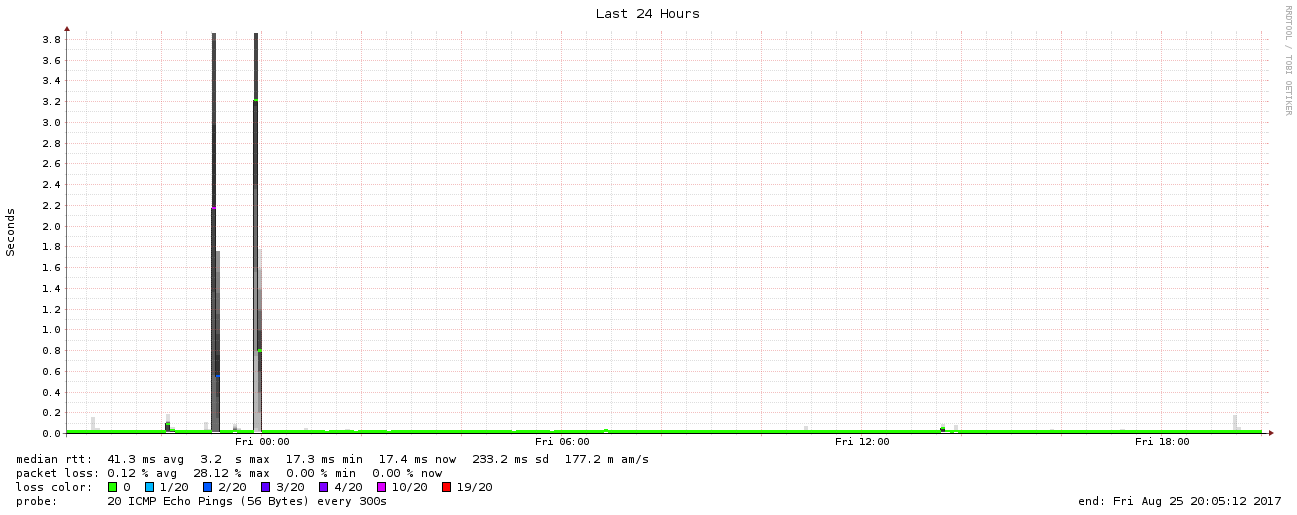 Last 24 Hours
RRDTOOL / TOBI OETIKER
Seconds
3.8
3.6
3.4
3.2
3.0
2.8
2.6
2.4
2.2
2.0
1.8
1.6
1.4
1.2
1.0
0.8
0.6
0.4
0.2
0.0
Fri 00:00 Fri 06:00 Fri 12:00 Fri 18:00
median rtt: 41.3 ms avg 3.2 s max 17.3 ms min 17.4 ms now 233.2 ms sd 177.2 m am/s
packet loss: 0.12 % avg 28.12 % max 0.00 % min 0.00 % now
loss color: 0 1/20 2/20 3/20 4/20 10/20 19/20
probe: 20 ICMP Echo Pings (56 Bytes) every 300s end: Fri Aug 25 20:05:12 2017